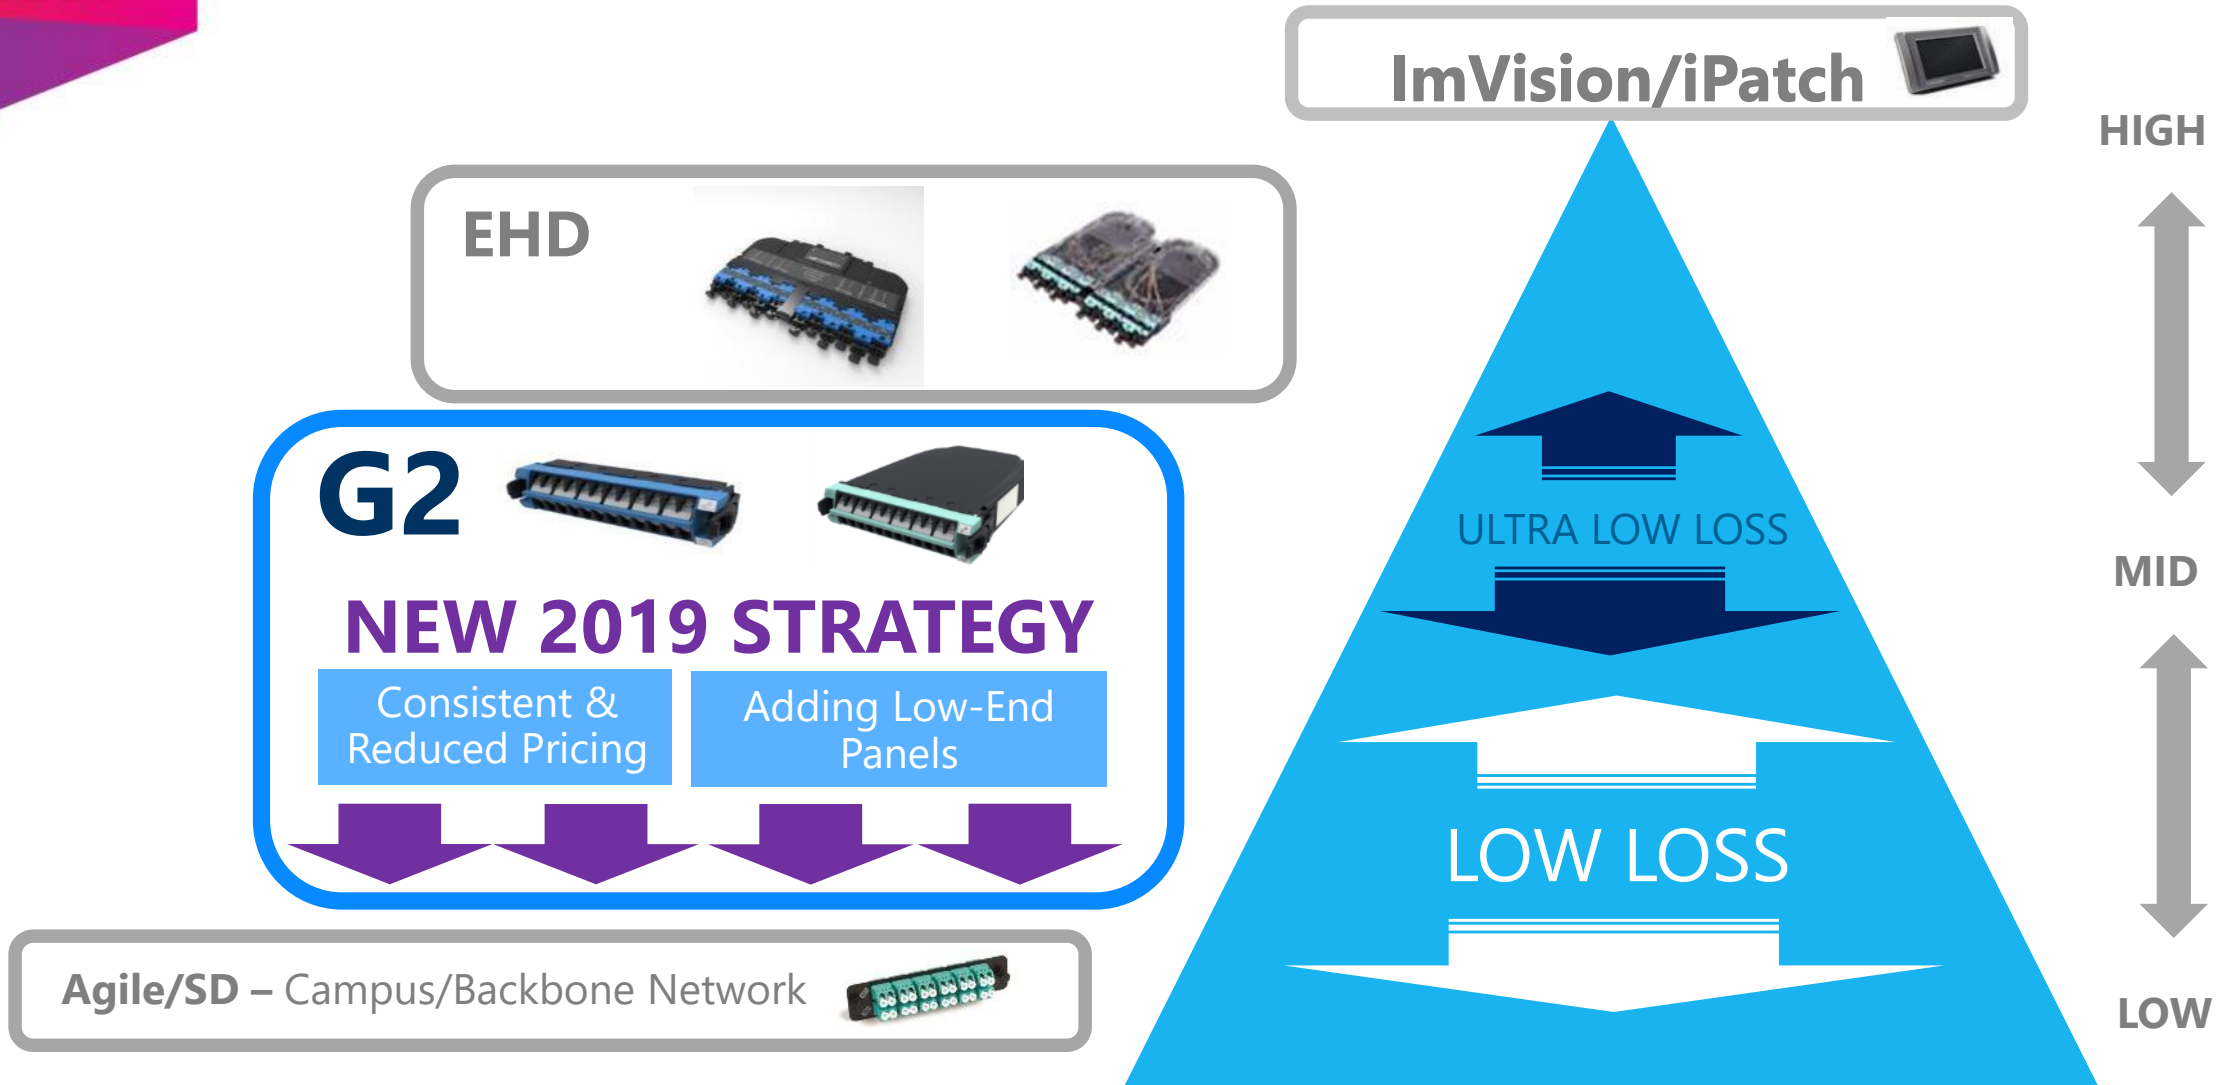 ImVision/iPatch
HIGH
EHD
G2
ULTRA LOW LOSS
MID
NEW 2019 STRATEGY
Consistent &
Reduced Pricing
Adding Low-End
Panels
LOW LOSS
Agile/SD – Campus/Backbone Network
LOW